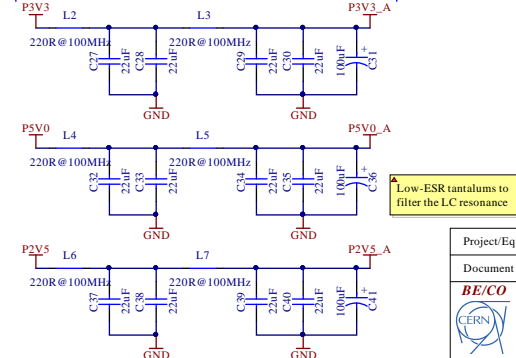 P3V3 L2 L3 P3V3_A
220R@100MHz 220R@100MHz
C27 22uF C28 22uF C29 22uF C30 22uF 100uF + C31
GND GND
P5V0 L4 L5 P5V0_A
220R@100MHz 220R@100MHz
C32 22uF C33 22uF C34 22uF C35 22uF 100uF + C36
GND GND
Low-ESR tantalums to
filter the LC resonance
P2V5 L6 L7 P2V5_A
220R@100MHz 220R@100MHz
C37 22uF C38 22uF C39 22uF C40 22uF 100uF + C41
GND GND
Project/Eq
Document
BE/CO
CERN